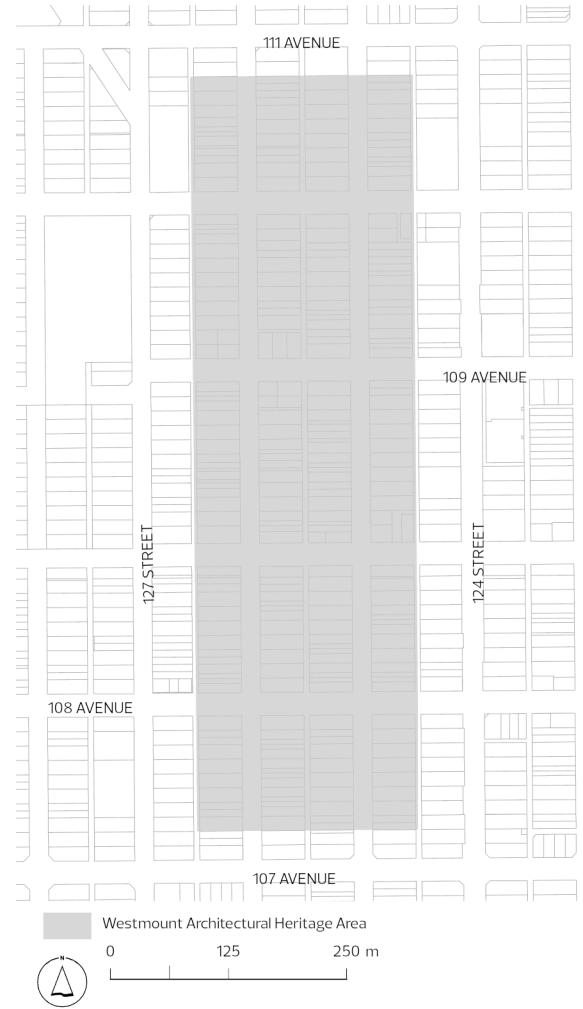 111 AVENUE
109 AVENUE
127 STREET
124 STREET
108 AVENUE
107 AVENUE
Westmount Architectural Heritage Area
N
0 125 250 m